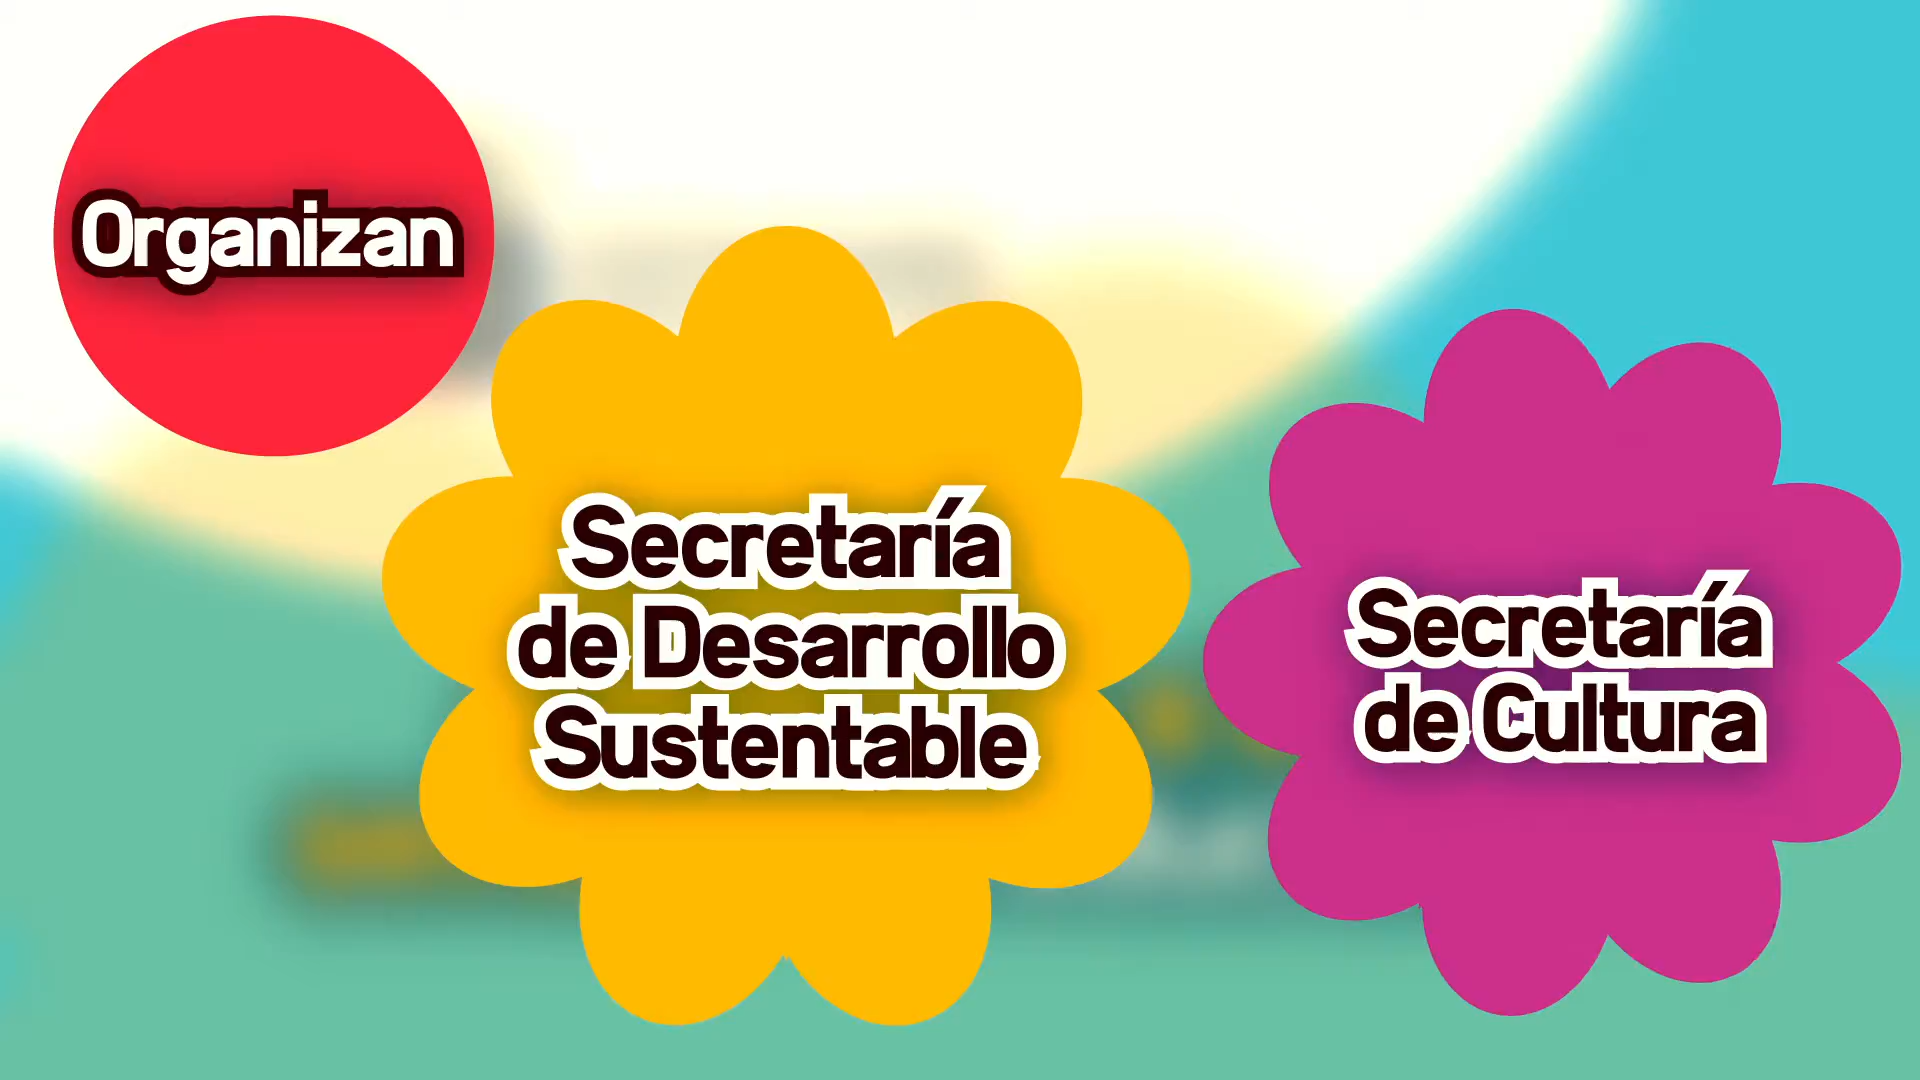 Organizan
Secretaría
de Desarrollo
Sustentable
Secretaría
de Cultura